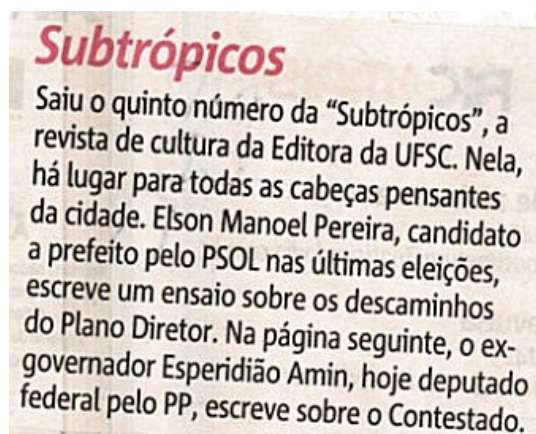 Subtrópicos
Saiu o quinto número da “Subtrópicos”, a
revista de cultura da Editora da UFSC. Nela,
há lugar para todas as cabeças pensantes
da cidade. Elson Manoel Pereira, candidato
a prefeito pelo PSOL nas últimas eleições,
escreve um ensaio sobre os descaminhos
do Plano Diretor. Na página seguinte, o ex-
governador Esperidião Amin, hoje deputado
federal pelo PP, escreve sobre o Contestado.